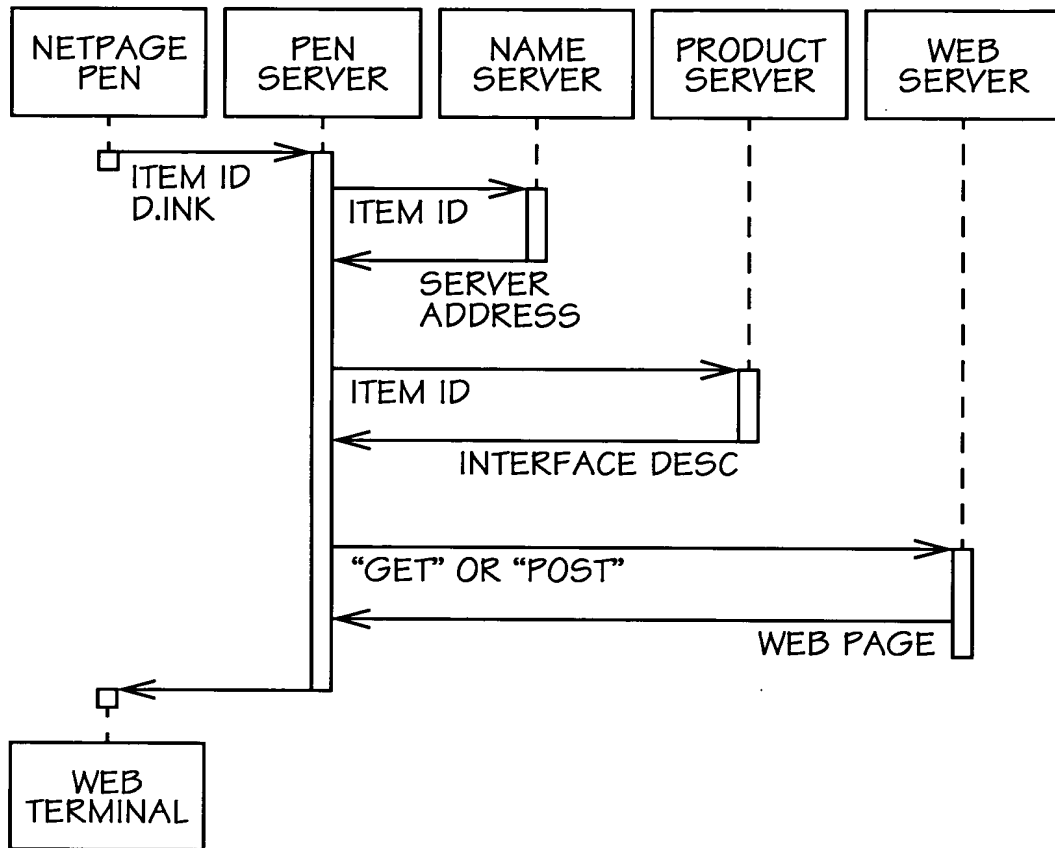 NETPAGE
PEN
PEN
SERVER
NAME
SERVER
PRODUCT
SERVER
WEB
SERVER
ITEM ID
D.INK
ITEM ID
SERVER
ADDRESS
ITEM ID
INTERFACE DESC
“GET” OR “POST”
WEB PAGE
WEB
TERMINAL